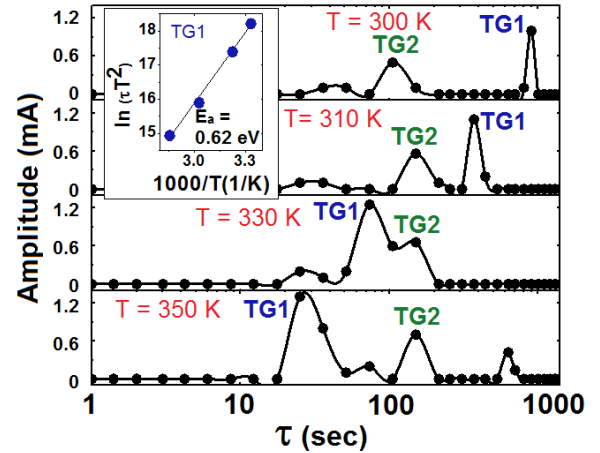 1.2
0.6
0
1.2
0.6
0
1.2
0.6
0
1.2
0.6
0
Amplitude (mA)
T = 300 K
TG2
TG1
T = 310 K
TG2
TG1
T = 330 K
TG1
TG2
T = 350 K
TG1
TG2
18
17
16
15
ln (τT²)
TG1
Eₐ =
0.62 eV
3.0
3.3
1000/T(1/K)
1
10
100
1000
τ (sec)